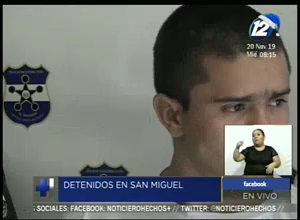 12
20 Nov 19
Mié 08:15
DETENIDOS EN SAN MIGUEL
facebook
EN VIVO
S SOCIALES: FACEBOOK: NOTICIEROHECHOS // TWITTER: @NOTICIEROHECHOS /